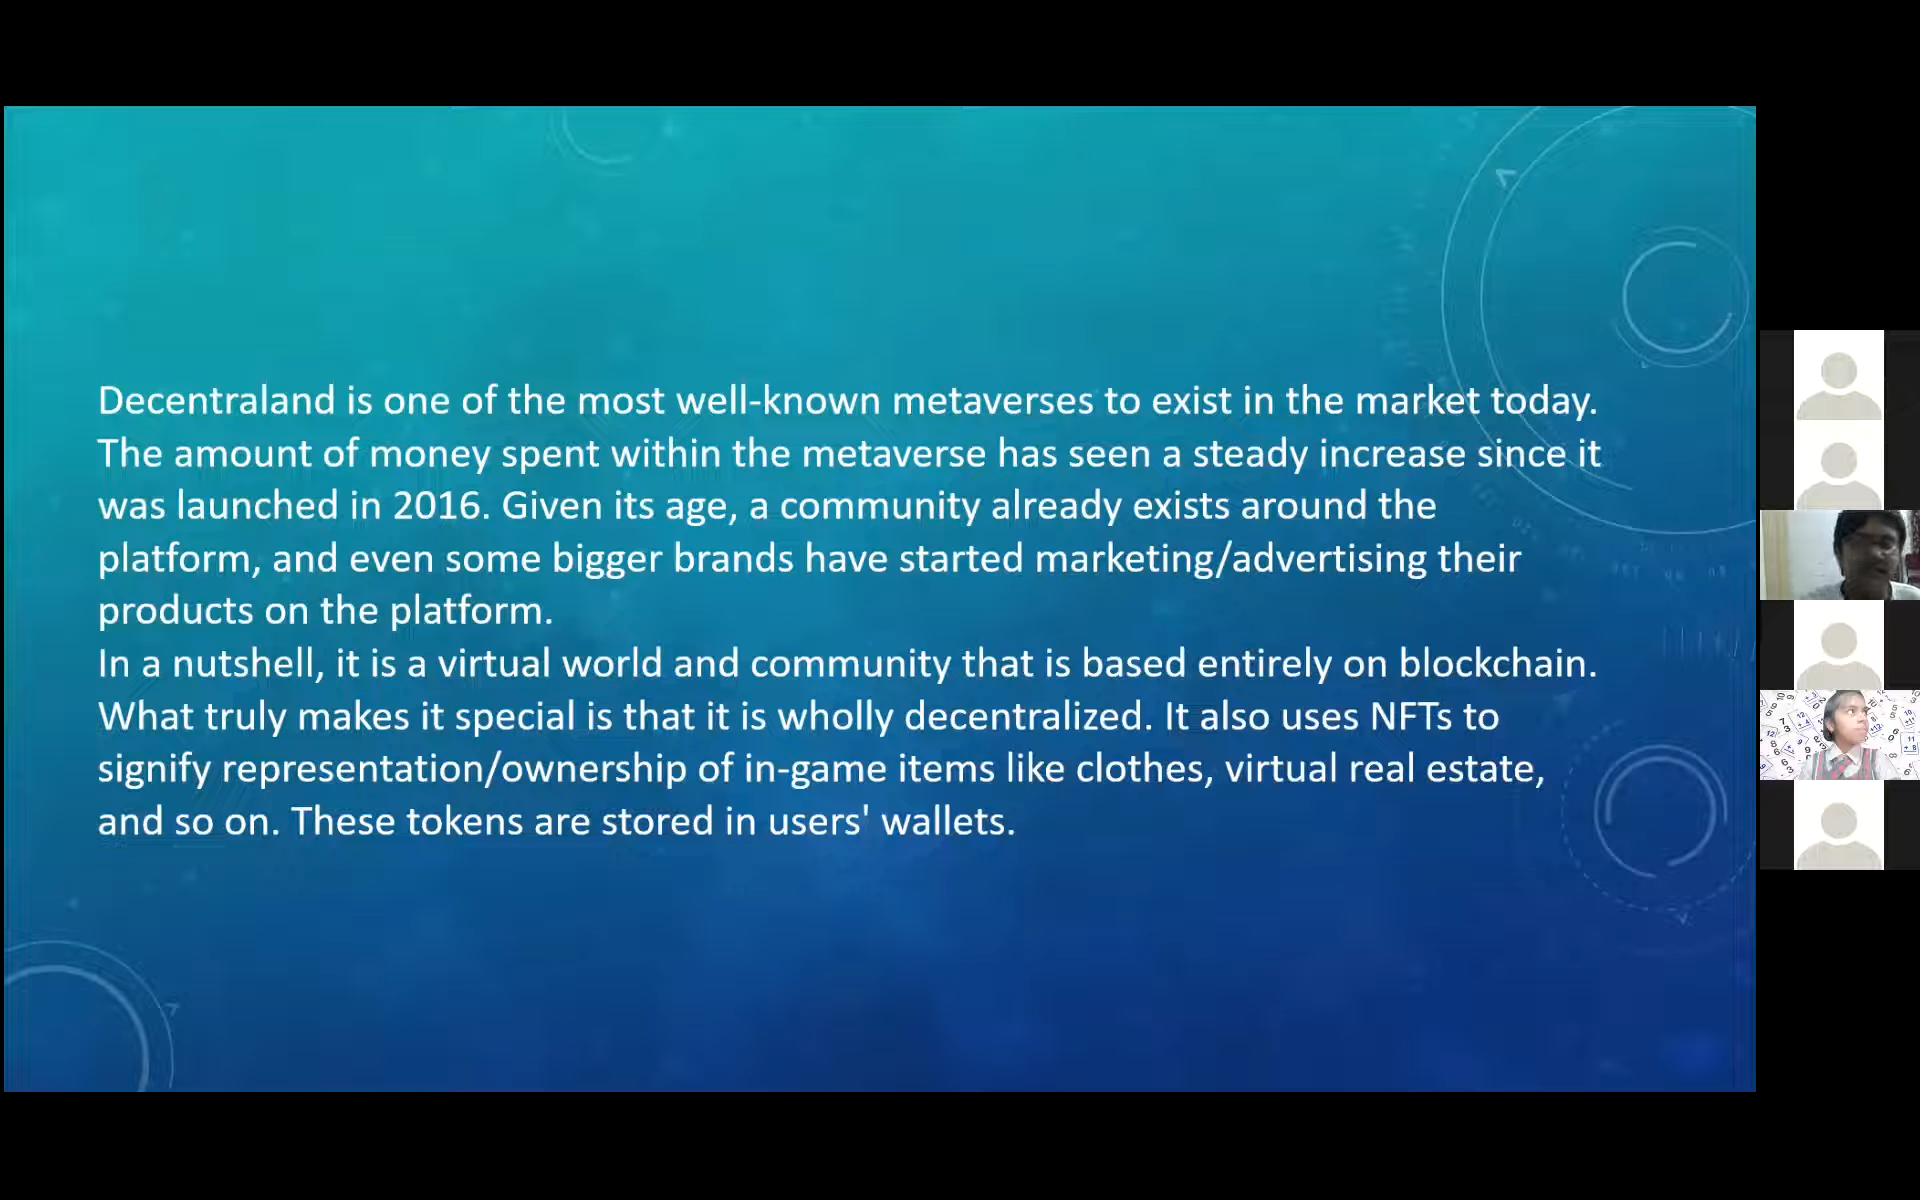 Decentraland is one of the most well-known metaverses to exist in the market today.
The amount of money spent within the metaverse has seen a steady increase since it
was launched in 2016. Given its age, a community already exists around the
platform, and even some bigger brands have started marketing/advertising their
products on the platform.
In a nutshell, it is a virtual world and community that is based entirely on blockchain.
What truly makes it special is that it is wholly decentralized. It also uses NFTs to
signify representation/ownership of in-game items like clothes, virtual real estate,
and so on. These tokens are stored in users' wallets.